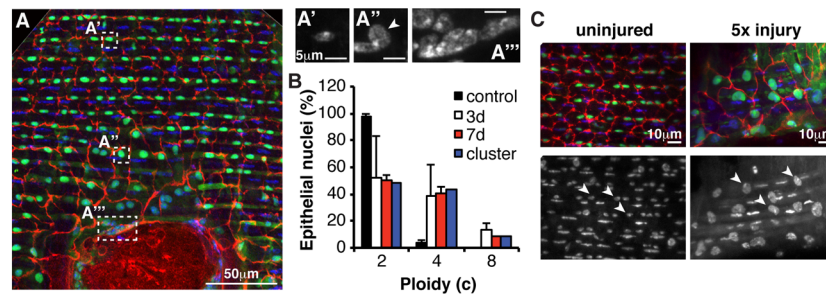 A
A'
A''
A'''
50µm
A'
5µm
A''
A'''
B
120
100
80
60
40
20
0
Epithelial nuclei (%)
control
3d
7d
cluster
2 4 8
Ploidy (c)
C
uninjured 5x injury
10µm 10µm